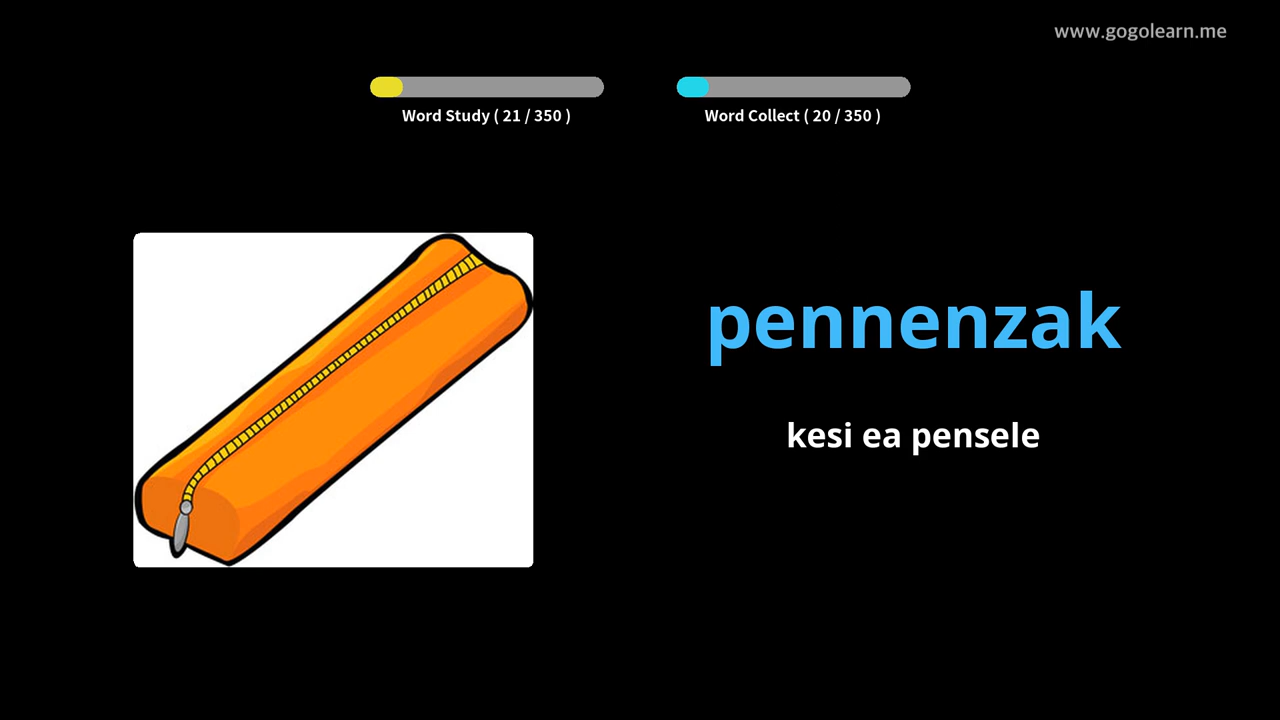 www.gogolearn.me
Word Study ( 21 / 350 )
Word Collect ( 20 / 350 )
pennenzak
kesi ea pensele